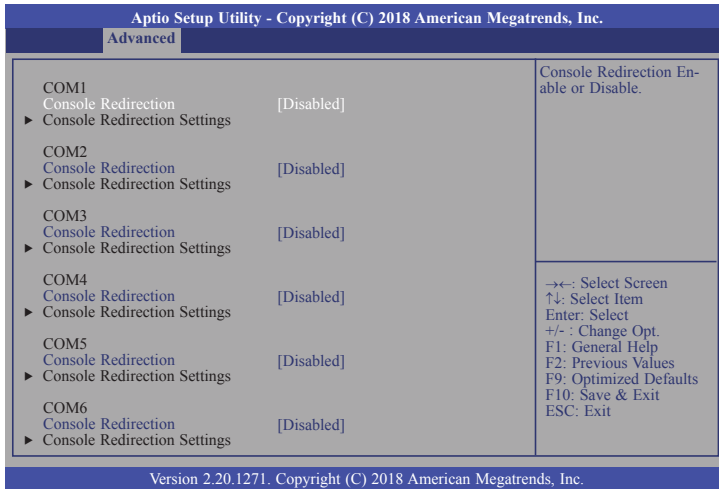 Aptio Setup Utility - Copyright (C) 2018 American Megatrends, Inc.
Advanced
COM1
Console Redirection [Disabled]
► Console Redirection Settings
COM2
Console Redirection [Disabled]
► Console Redirection Settings
COM3
Console Redirection [Disabled]
► Console Redirection Settings
COM4
Console Redirection [Disabled]
► Console Redirection Settings
COM5
Console Redirection [Disabled]
► Console Redirection Settings
COM6
Console Redirection [Disabled]
► Console Redirection Settings
Console Redirection En-
able or Disable.
→←: Select Screen
↑↓: Select Item
Enter: Select
+/- : Change Opt.
F1: General Help
F2: Previous Values
F9: Optimized Defaults
F10: Save & Exit
ESC: Exit
Version 2.20.1271. Copyright (C) 2018 American Megatrends, Inc.